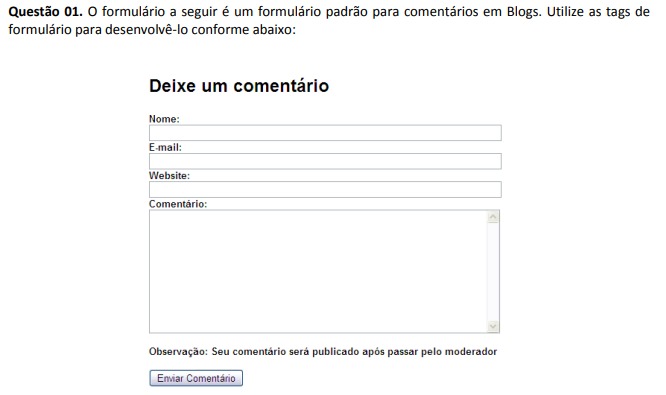 Questão 01. O formulário a seguir é um formulário padrão para comentários em Blogs. Utilize as tags de
formulário para desenvolvê-lo conforme abaixo:
Deixe um comentário
Nome:
E-mail:
Website:
Comentário:
Observação: Seu comentário será publicado após passar pelo moderador
Enviar Comentário